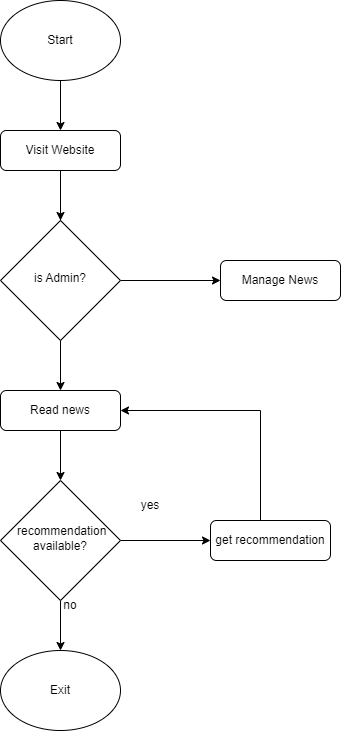 Start
Visit Website
is Admin?
Manage News
Read news
yes
recommendation
available?
get recommendation
no
Exit